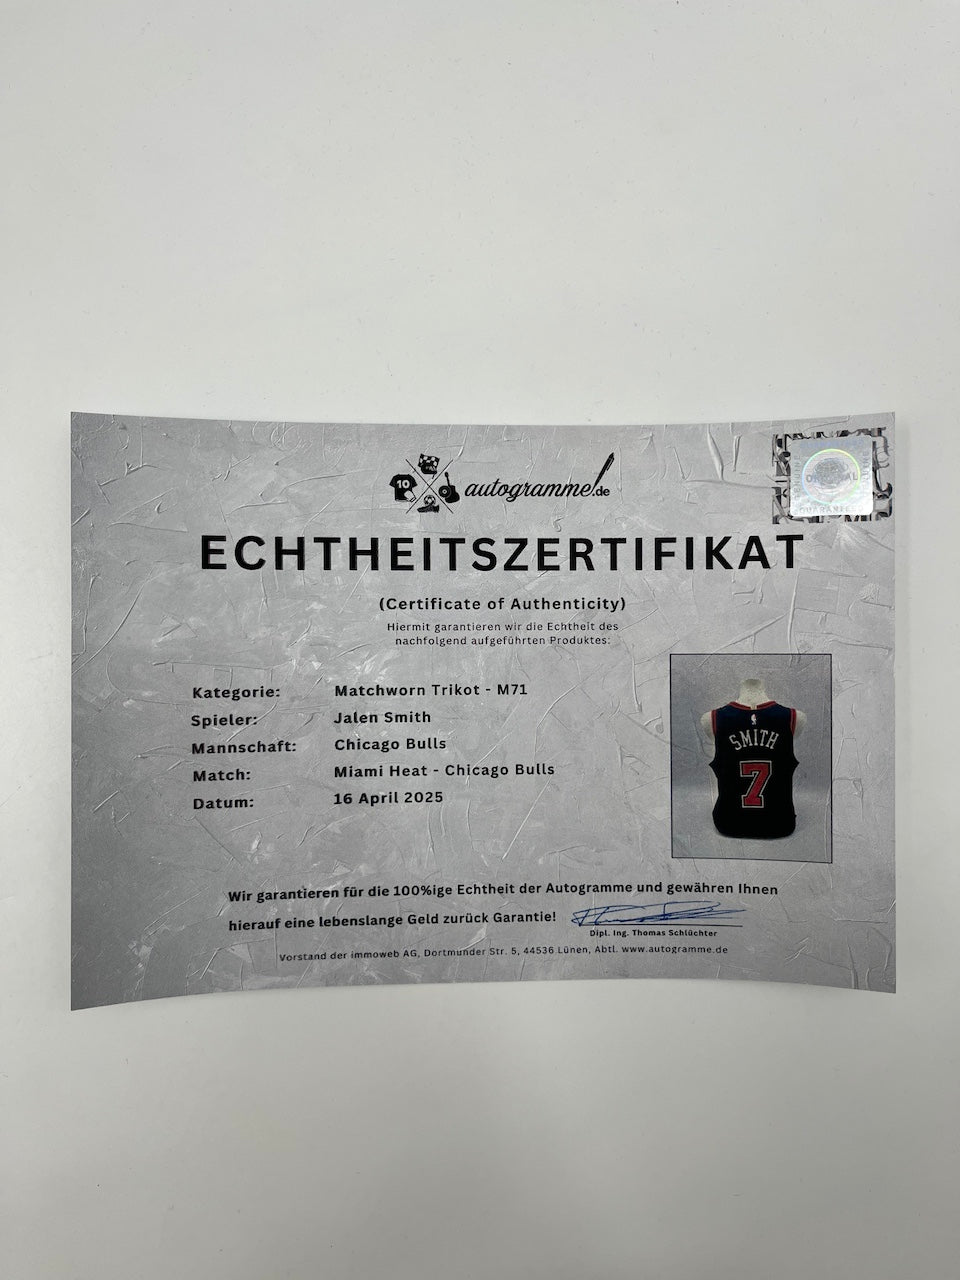 10
autogramme!.de
ORIGINAL
GUARANTEE
ECHTHEITSZERTIFIKAT
(Certificate of Authenticity)
Hiermit garantieren wir die Echtheit des
nachfolgend aufgeführten Produktes:
Kategorie: Matchworn Trikot - M71
Spieler: Jalen Smith
Mannschaft: Chicago Bulls
Match: Miami Heat - Chicago Bulls
Datum: 16 April 2025
SMITH
7
Wir garantieren für die 100%ige Echtheit der Autogramme und gewähren Ihnen
hierauf eine lebenslange Geld zurück Garantie!
Dipl. Ing. Thomas Schlüchter
Vorstand der immoweb AG, Dortmunder Str. 5, 44536 Lünen, Abtl. www.autogramme.de